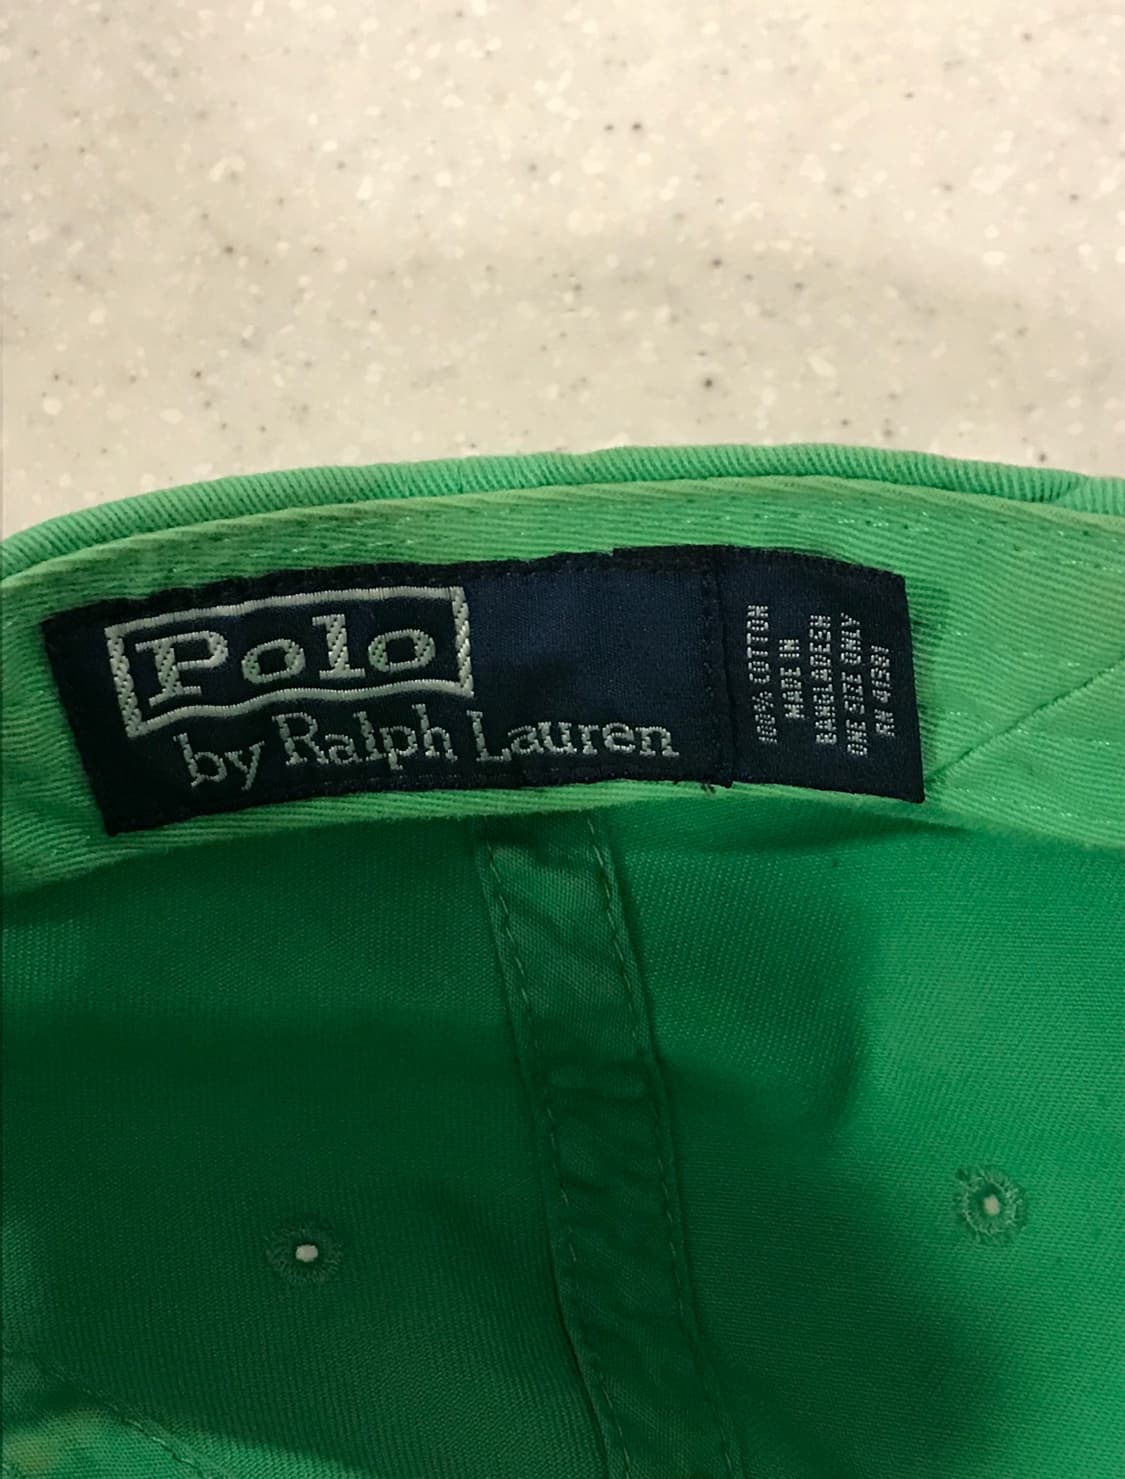 Polo
by Ralph Lauren
100% COTTON
MADE IN
BANGLADESH
ONE SIZE ONLY
RN 41381